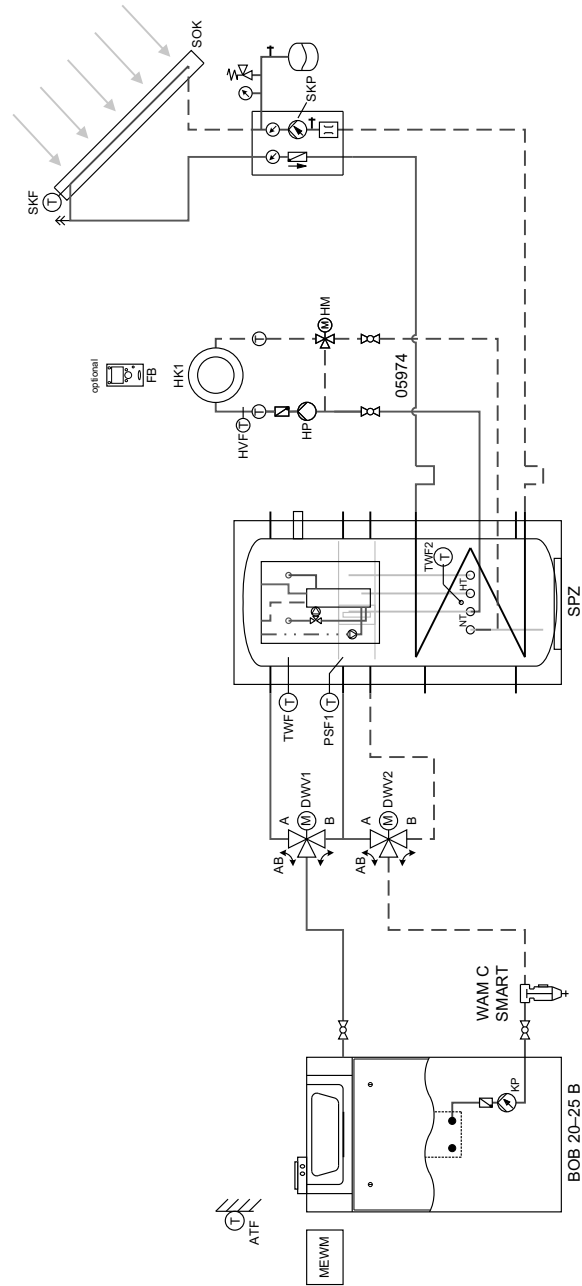 SOK
SKF
T
SKP
optional
FB
HK1
T
M HM
HVF T
T
HP
05974
TWF2
T
HT
NT
SPZ
TWF T
PSF1 T
A
M DWV1
AB
B
A
M DWV2
AB
B
WAM C
SMART
KP
BOB 20–25 B
T
ATF
MEWM